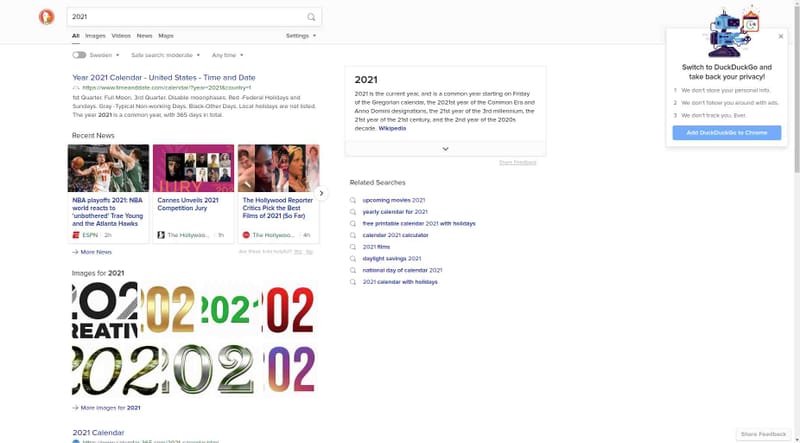 2021
All Images Videos News Maps Settings
Sweden Safe search: moderate Any time
Year 2021 Calendar - United States - Time and Date
https://www.timeanddate.com/calendar/?year=2021&country=1
1st Quarter. Full Moon. 3rd Quarter. Disable moonphases. Red -Federal Holidays and
Sundays. Gray -Typical Non-working Days. Black-Other Days. Local holidays are not listed.
The year 2021 is a common year, with 365 days in total.
Recent News
NBA playoffs 2021: NBA
world reacts to
'unbothered' Trae Young
and the Atlanta Hawks
ESPN · 2h
JURY
Cannes Unveils 2021
Competition Jury
The Hollywoo... · 1h
The Hollywood Reporter
Critics Pick the Best
Films of 2021 (So Far)
The Hollywoo... · 4h
More News
Are these links helpful? Yes No
Images for 2021
202
REATIV
202
2021
202
2021
202
202
More Images for 2021
2021 Calendar
2021
2021 is the current year, and is a common year starting on Friday
of the Gregorian calendar, the 2021st year of the Common Era and
Anno Domini designations, the 21st year of the 3rd millennium, the
21st year of the 21st century, and the 2nd year of the 2020s
decade. Wikipedia
Share Feedback
Related Searches
upcoming movies 2021
yearly calendar for 2021
free printable calendar 2021 with holidays
calendar 2021 calculator
2021 films
daylight savings 2021
national day of calendar 2021
2021 calendar with holidays
Switch to DuckDuckGo and
take back your privacy!
1 We don't store your personal info.
2 We don't follow you around with ads.
3 We don't track you. Ever.
Add DuckDuckGo to Chrome
Share Feedback